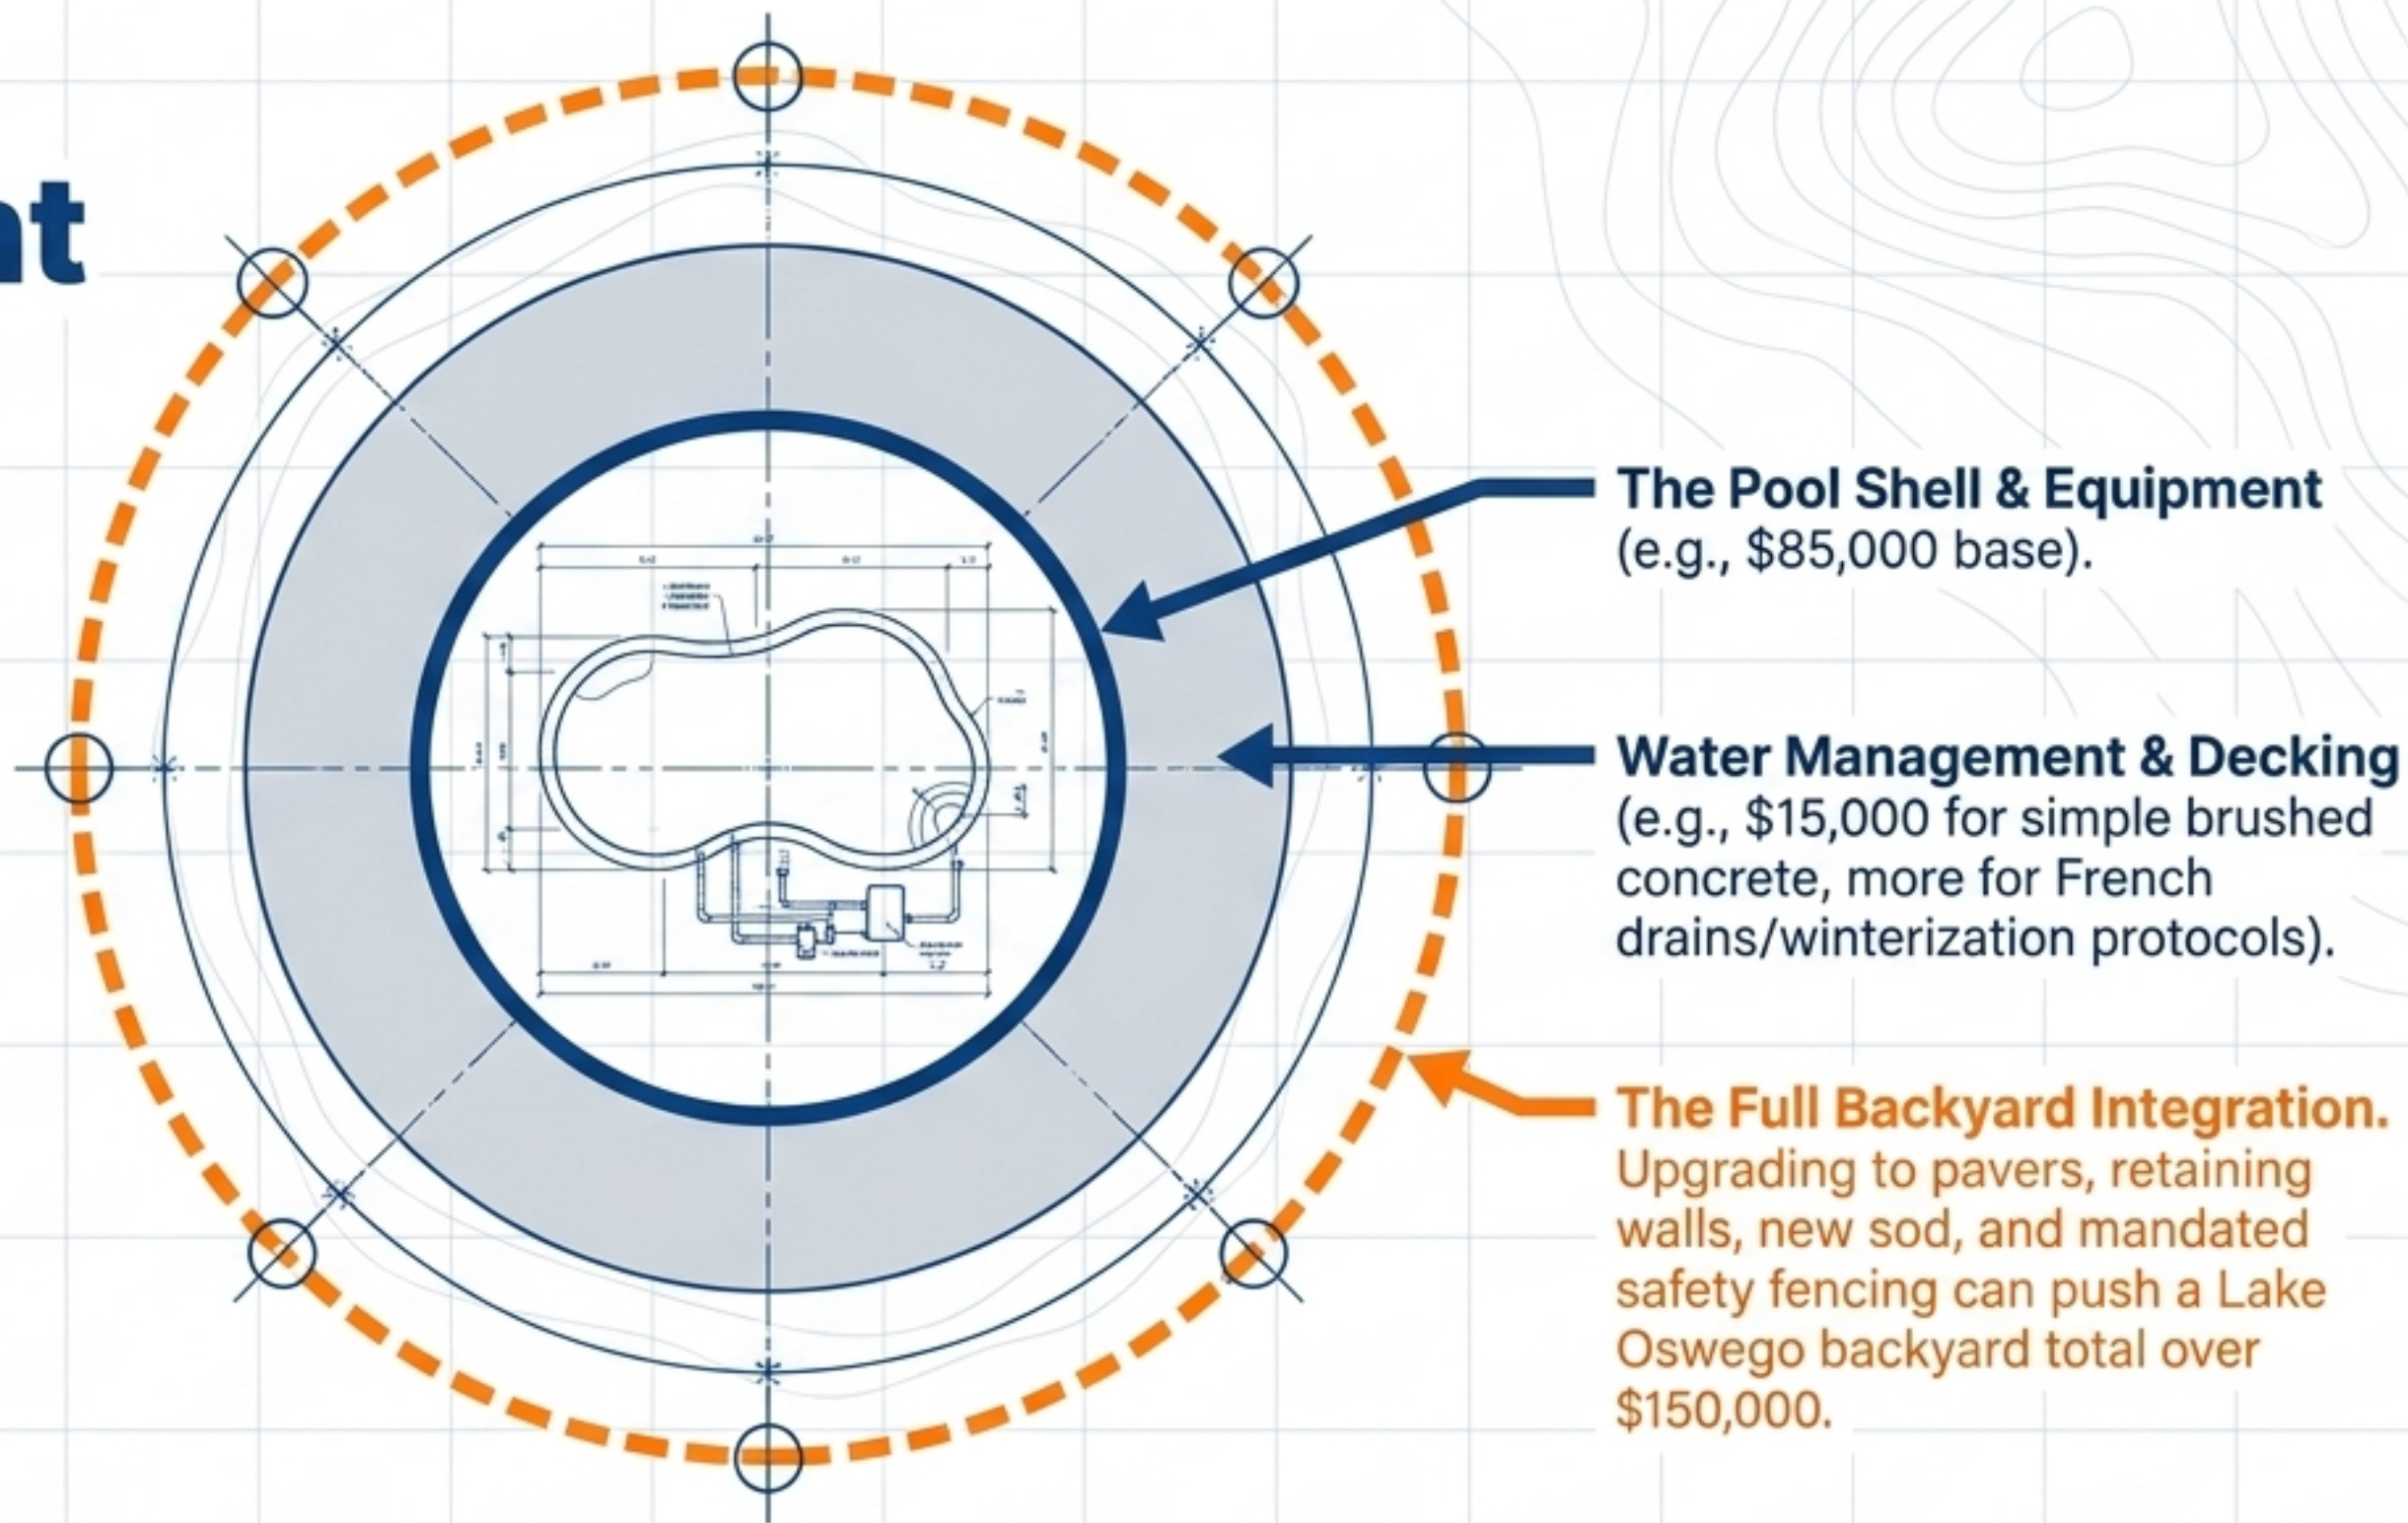 The Pool Shell & Equipment
(e.g., $85,000 base).
Water Management & Decking
(e.g., $15,000 for simple brushed
concrete, more for French
drains/winterization protocols).
The Full Backyard Integration.
Upgrading to pavers, retaining
walls, new sod, and mandated
safety fencing can push a Lake
Oswego backyard total over
$150,000.